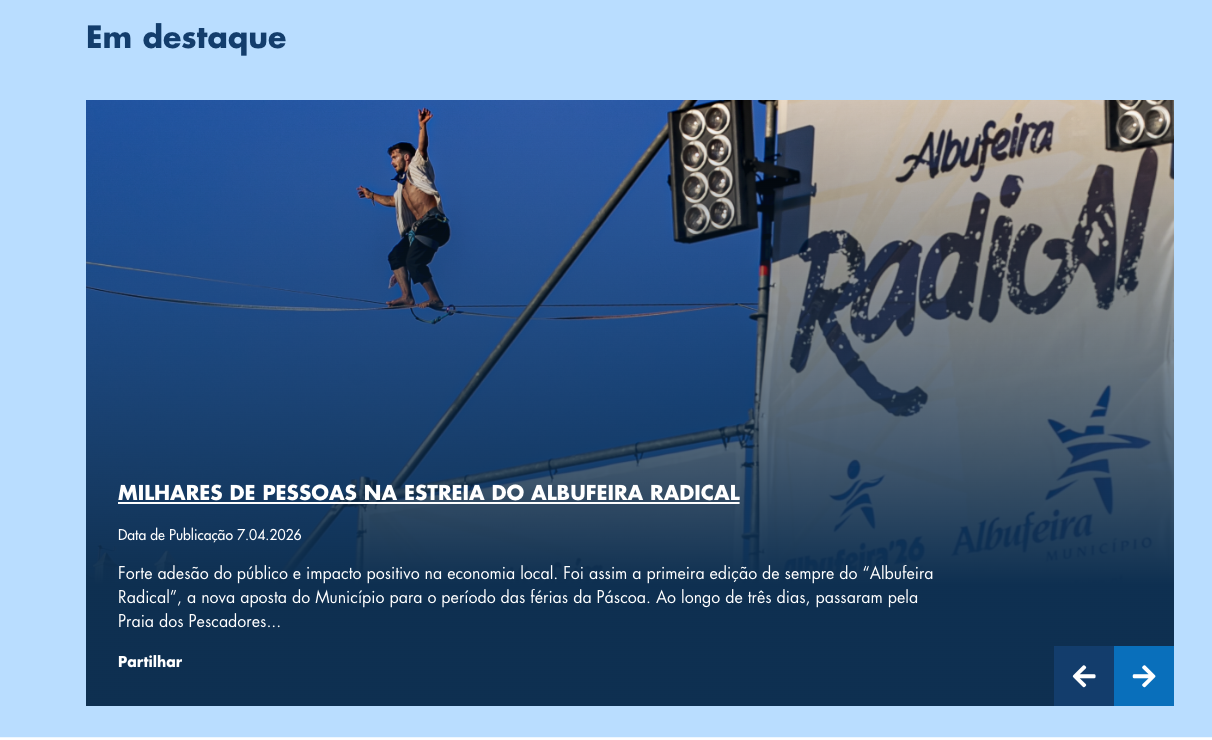 Em destaque
Albufeira
RadicAl
Albufeira'26
Albufeira
MUNICÍPIO
MILHARES DE PESSOAS NA ESTREIA DO ALBUFEIRA RADICAL
Data de Publicação 7.04.2026
Forte adesão do público e impacto positivo na economia local. Foi assim a primeira edição de sempre do “Albufeira
Radical”, a nova aposta do Município para o período das férias da Páscoa. Ao longo de três dias, passaram pela
Praia dos Pescadores...
Partilhar